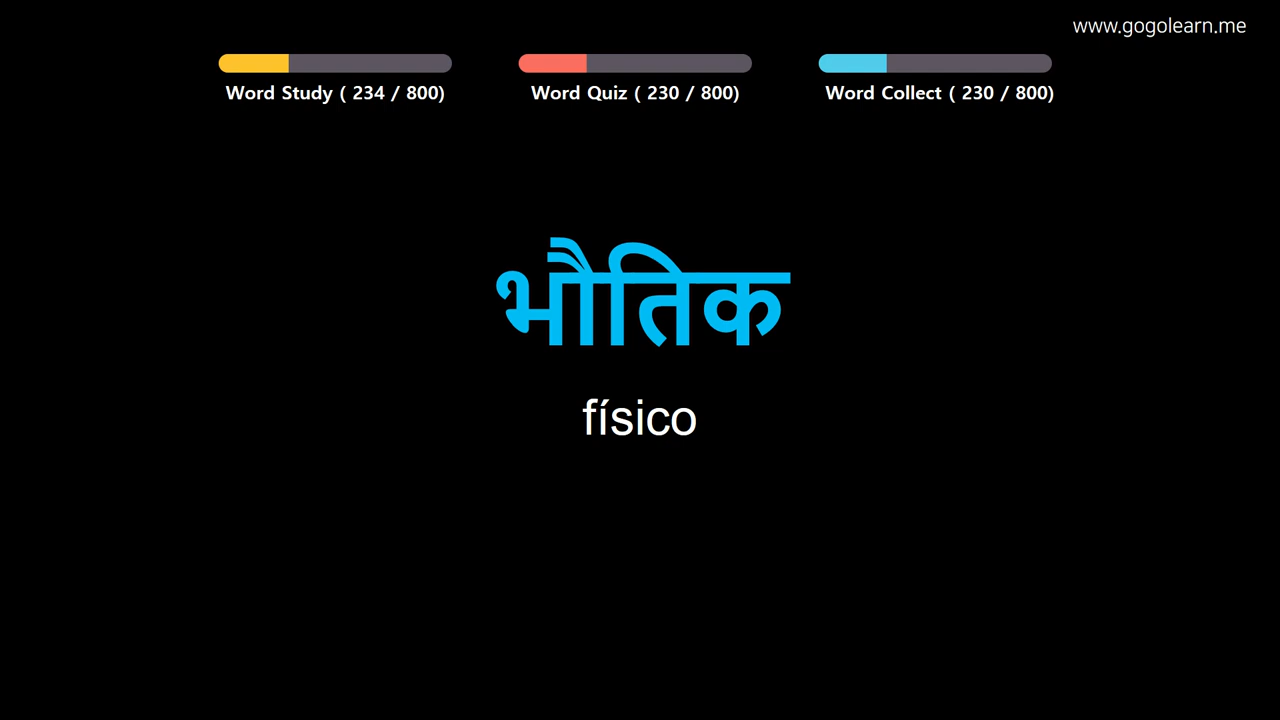 www.gogolearn.me
Word Study ( 234 / 800)
Word Quiz ( 230 / 800)
Word Collect ( 230 / 800)
भौतिक
físico